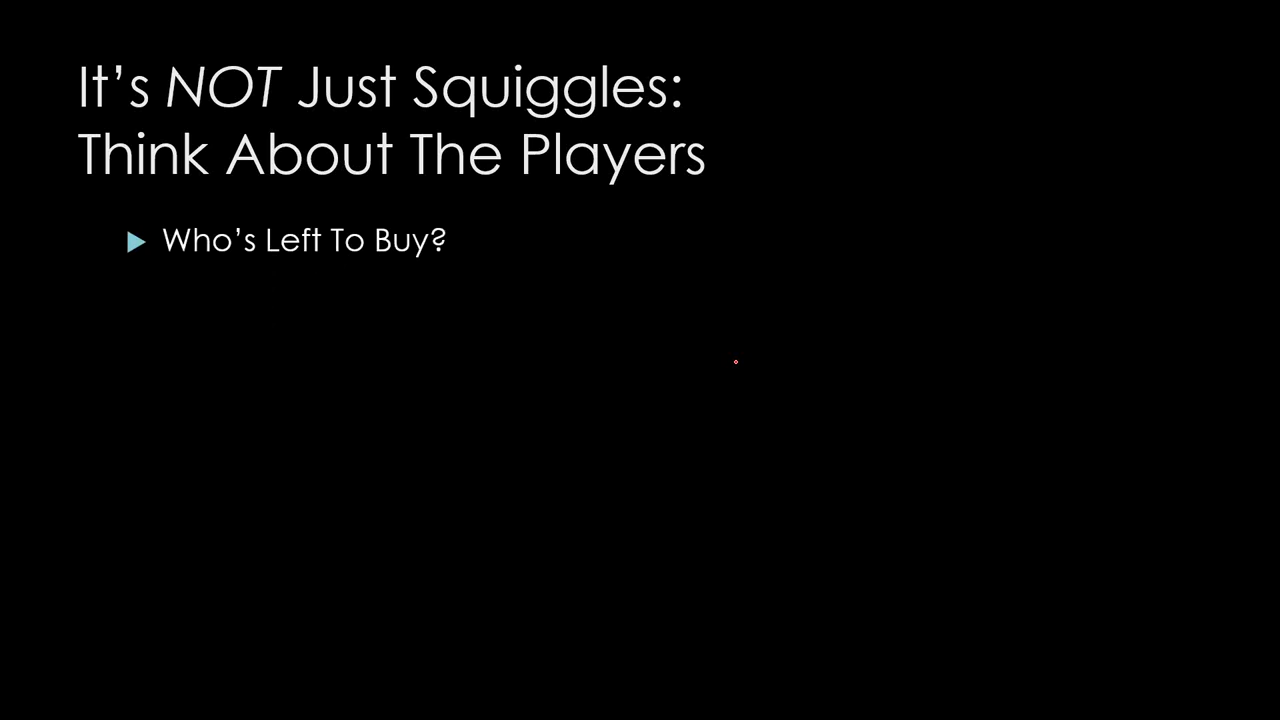 It’s NOT Just Squiggles:
Think About The Players
Who’s Left To Buy?